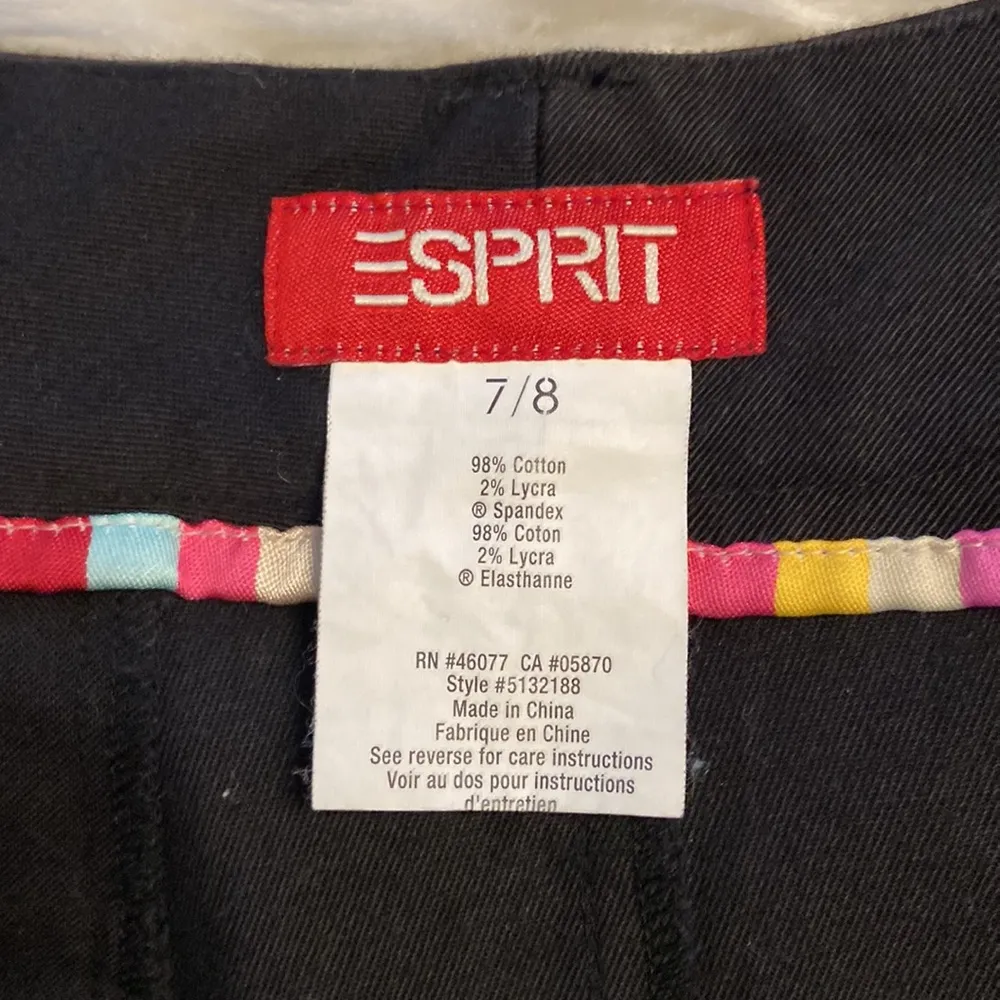 ESPRIT
7/8
98% Cotton
2% Lycra
® Spandex
98% Coton
2% Lycra
® Elasthanne
RN #46077 CA #05870
Style #5132188
Made in China
Fabrique en Chine
See reverse for care instructions
Voir au dos pour instructions
d'entretien